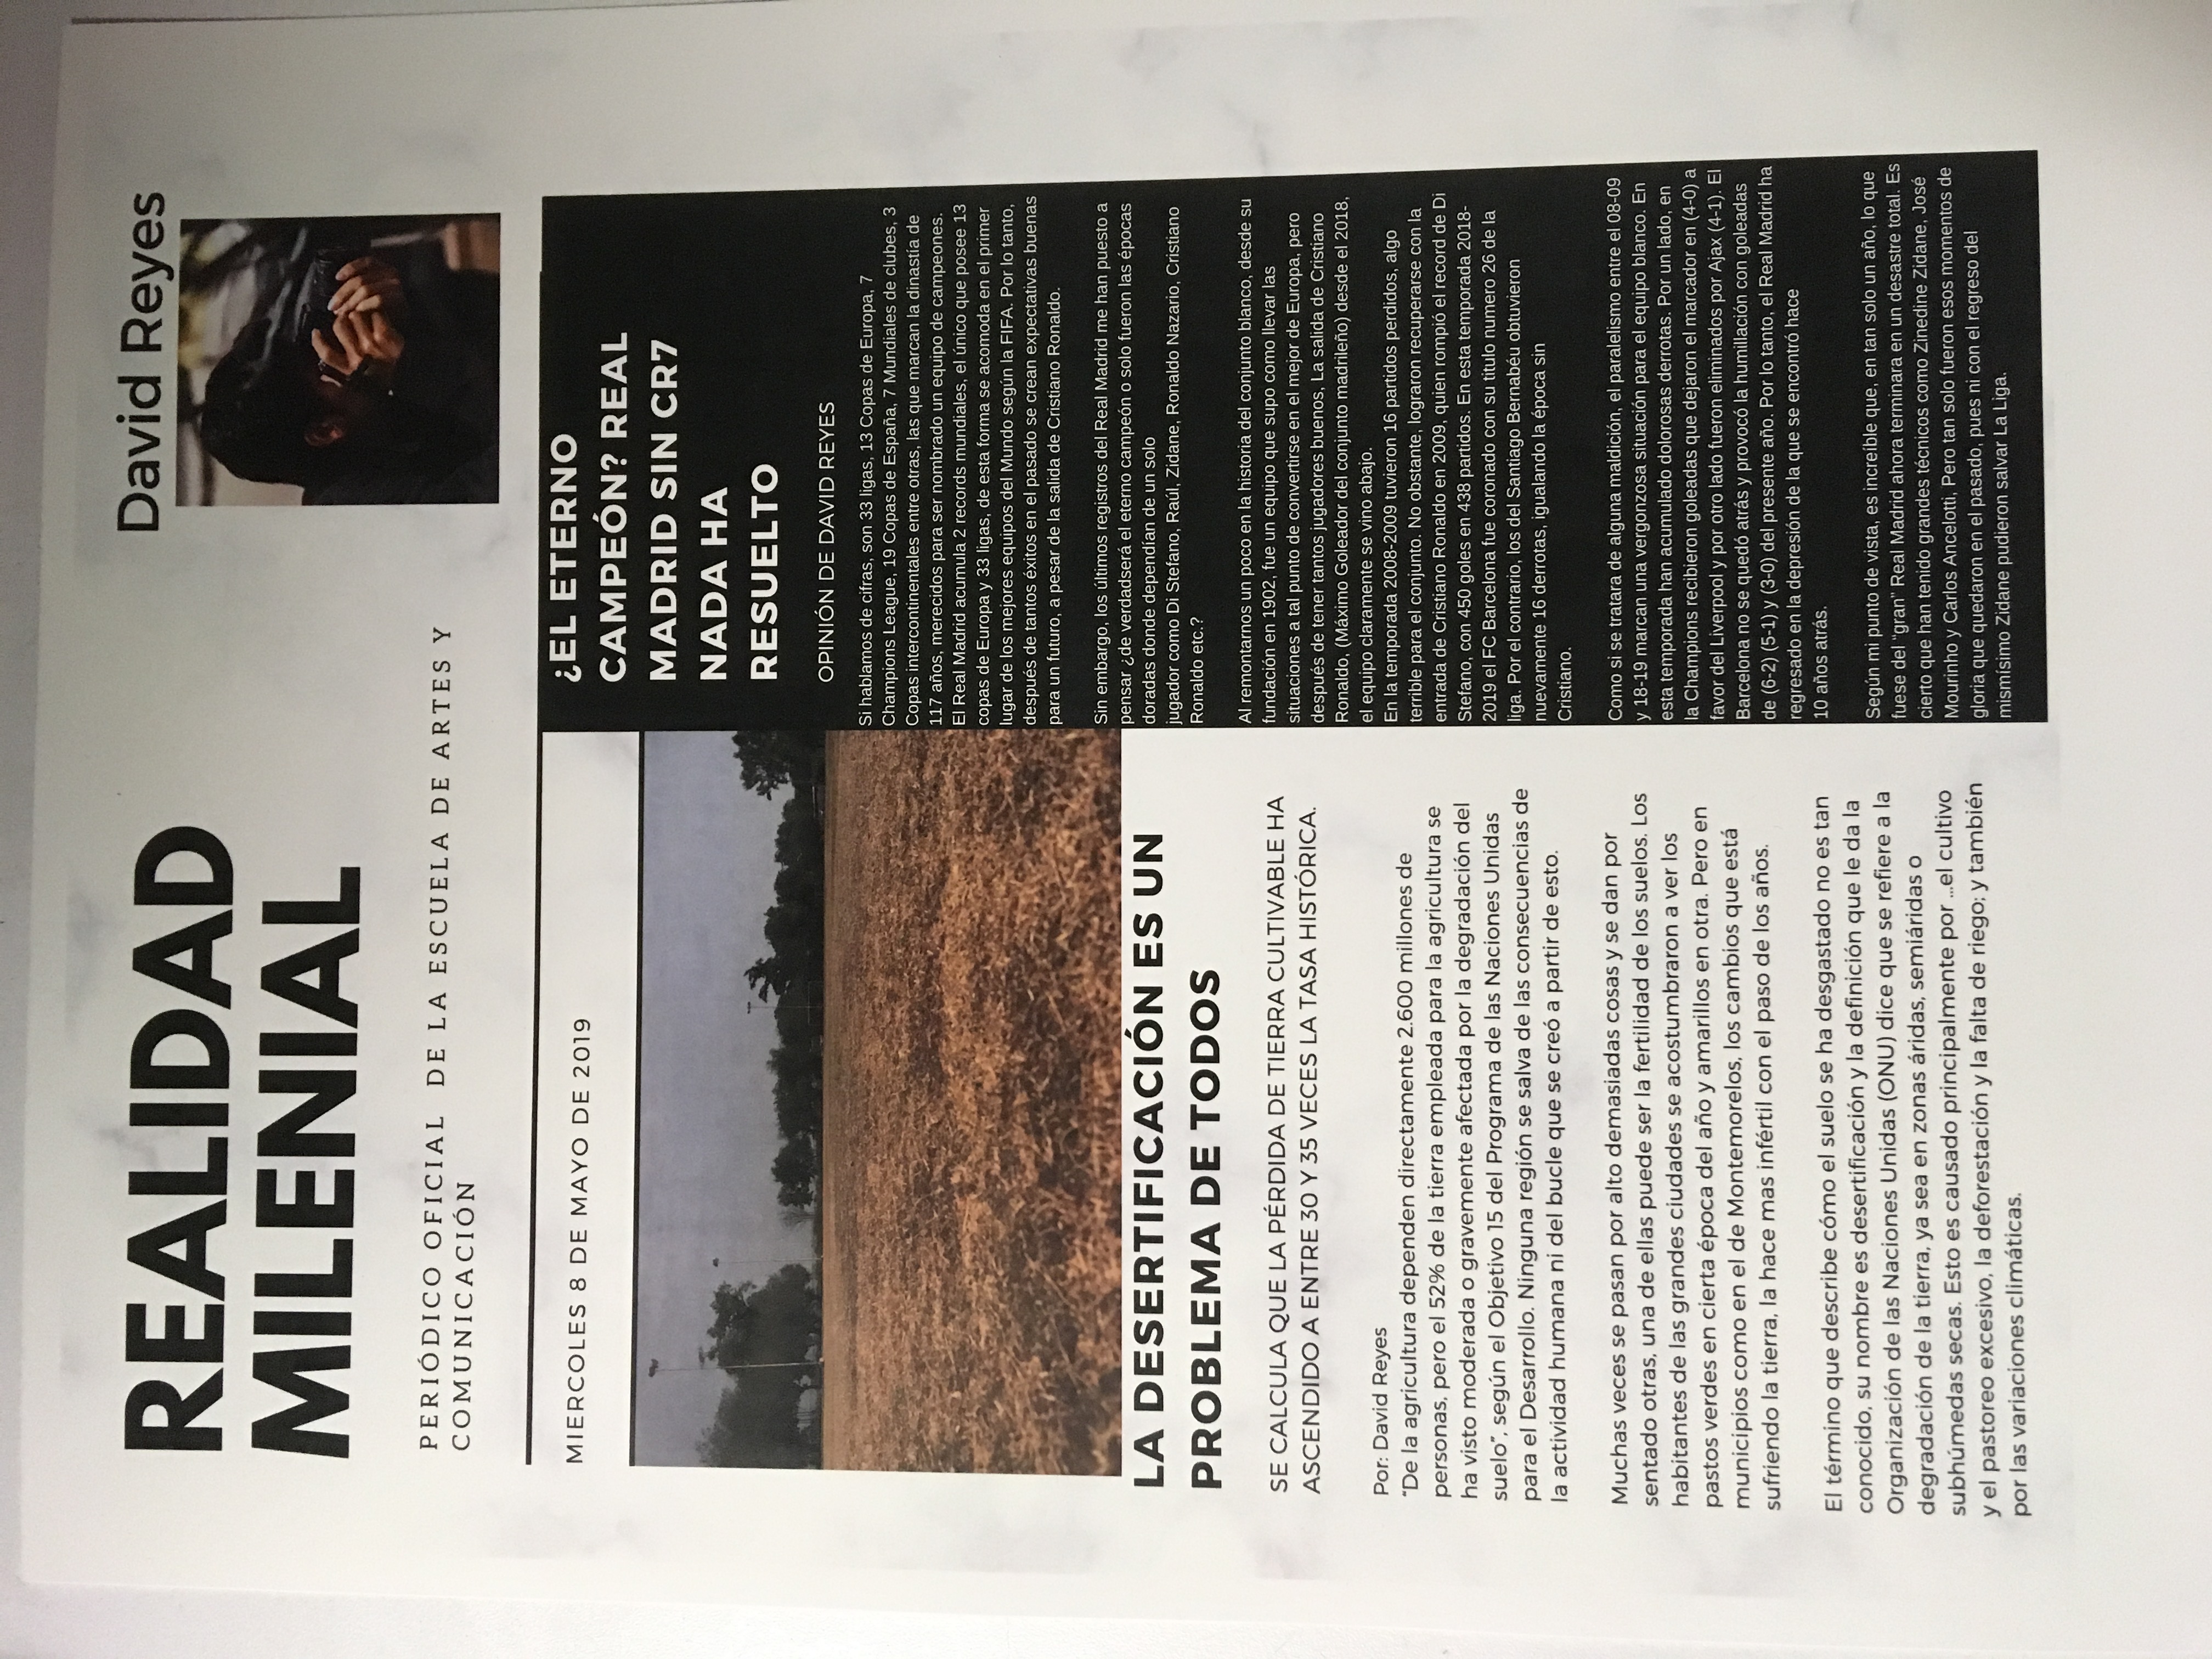 REALIDAD
MILENIAL
David Reyes
PERIÓDICO OFICIAL DE LA ESCUELA DE ARTES Y
COMUNICACIÓN
MIERCOLES 8 DE MAYO DE 2019
LA DESERTIFICACIÓN ES UN
PROBLEMA DE TODOS
SE CALCULA QUE LA PÉRDIDA DE TIERRA CULTIVABLE HA
ASCENDIDO A ENTRE 30 Y 35 VECES LA TASA HISTÓRICA.
Por: David Reyes
"De la agricultura dependen directamente 2.600 millones de
personas, pero el 52% de la tierra empleada para la agricultura se
ha visto moderada o gravemente afectada por la degradación del
suelo", según el Objetivo 15 del Programa de las Naciones Unidas
para el Desarrollo. Ninguna región se salva de las consecuencias de
la actividad humana ni del bucle que se creó a partir de esto.
Muchas veces se pasan por alto demasiadas cosas y se dan por
sentado otras, una de ellas puede ser la fertilidad de los suelos. Los
habitantes de las grandes ciudades se acostumbraron a ver los
pastos verdes en cierta época del año y amarillos en otra. Pero en
municipios como en el de Montemorelos, los cambios que está
sufriendo la tierra, la hace mas infértil con el paso de los años.
El término que describe cómo el suelo se ha desgastado no es tan
conocido, su nombre es desertificación y la definición que le da la
Organización de las Naciones Unidas (ONU) dice que se refiere a la
degradación de la tierra, ya sea en zonas áridas, semiáridas o
subhúmedas secas. Esto es causado principalmente por ...el cultivo
y el pastoreo excesivo, la deforestación y la falta de riego; y también
por las variaciones climáticas.
¿EL ETERNO
CAMPEÓN? REAL
MADRID SIN CR7
NADA HA
RESUELTO
OPINIÓN DE DAVID REYES
Si hablamos de cifras, son 33 ligas, 13 Copas de Europa, 7
Champions League, 19 Copas de España, 7 Mundiales de clubes, 3
Copas intercontinentales entre otras, las que marcan la dinastía de
117 años, merecidos para ser nombrado un equipo de campeones.
El Real Madrid acumula 2 records mundiales, el único que posee 13
copas de Europa y 33 ligas, de esta forma se acomoda en el primer
lugar de los mejores equipos del Mundo según la FIFA. Por lo tanto,
después de tantos éxitos en el pasado se crean expectativas buenas
para un futuro, a pesar de la salida de Cristiano Ronaldo.
Sin embargo, los últimos registros del Real Madrid me han puesto a
pensar ¿de verdadserá el eterno campeón o solo fueron las épocas
doradas donde dependían de un solo
jugador como Di Stefano, Raúl, Zidane, Ronaldo Nazario, Cristiano
Ronaldo etc.?
Al remontarnos un poco en la historia del conjunto blanco, desde su
fundación en 1902, fue un equipo que supo como llevar las
situaciones a tal punto de convertirse en el mejor de Europa, pero
después de tener tantos jugadores buenos, La salida de Cristiano
Ronaldo, (Máximo Goleador del conjunto madrileño) desde el 2018,
el equipo claramente se vino abajo.
En la temporada 2008-2009 tuvieron 16 partidos perdidos, algo
terrible para el conjunto. No obstante, lograron recuperarse con la
entrada de Cristiano Ronaldo en 2009, quien rompió el record de Di
Stefano, con 450 goles en 438 partidos. En esta temporada 2018-
2019 el FC Barcelona fue coronado con su titulo numero 26 de la
liga. Por el contrario, los del Santiago Bernabéu obtuvieron
nuevamente 16 derrotas, igualando la época sin
Cristiano.
Como si se tratara de alguna maldición, el paralelismo entre el 08-09
y 18-19 marcan una vergonzosa situación para el equipo blanco. En
esta temporada han acumulado dolorosas derrotas. Por un lado, en
la Champions recibieron goleadas que dejaron el marcador en (4-0) a
favor del Liverpool y por otro lado fueron eliminados por Ajax (4-1). El
Barcelona no se quedó atrás y provocó la humillación con goleadas
de (6-2) (5-1) y (3-0) del presente año. Por lo tanto, el Real Madrid ha
regresado en la depresión de la que se encontró hace
10 años atrás.
Según mi punto de vista, es increíble que, en tan solo un año, lo que
fuese del "gran" Real Madrid ahora terminara en un desastre total. Es
cierto que han tenido grandes técnicos como Zinedine Zidane, José
Mourinho y Carlos Ancelotti, Pero tan solo fueron esos momentos de
gloria que quedaron en el pasado, pues ni con el regreso del
mismísimo Zidane pudieron salvar La Liga.